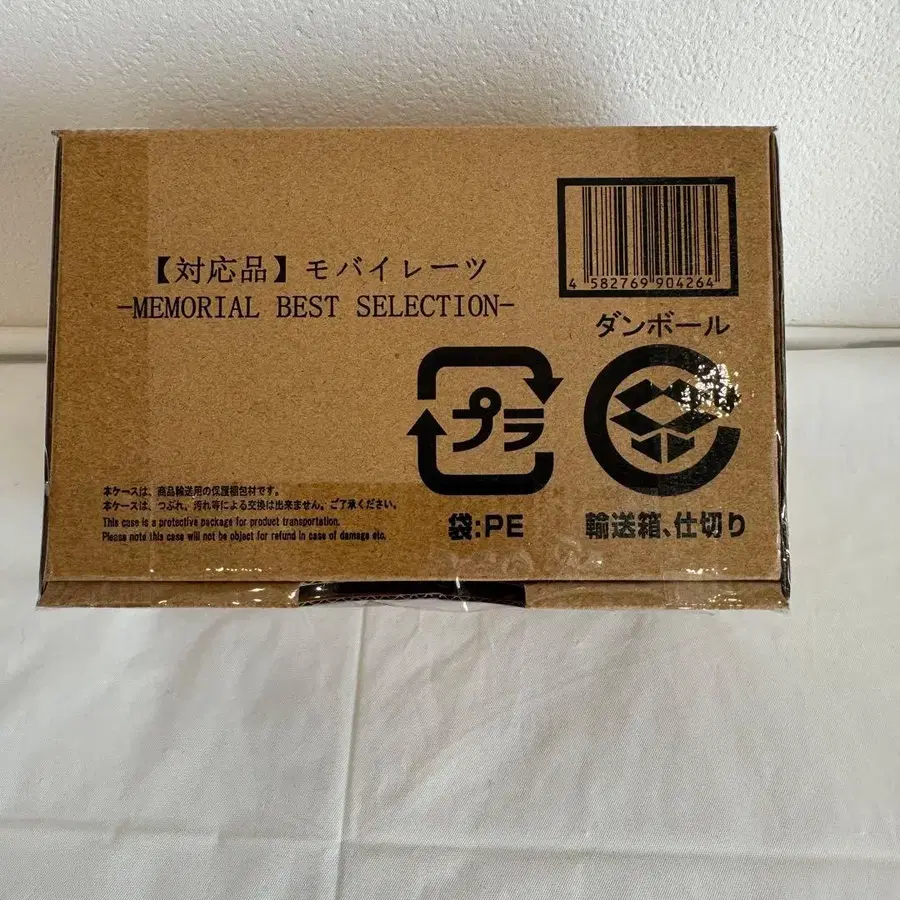 【対応品】モバイレーツ
-MEMORIAL BEST SELECTION-
4 582769 904264
ダンボール
プラ
袋:PE
輸送箱、仕切り
本ケースは、商品輸送用の保護梱包材です。
本ケースは、つぶれ、汚れ等による交換は出来ません。ご了承ください。
This case is a protective package for product transportation.
Please note this case will not be object for refund in case of damage etc.